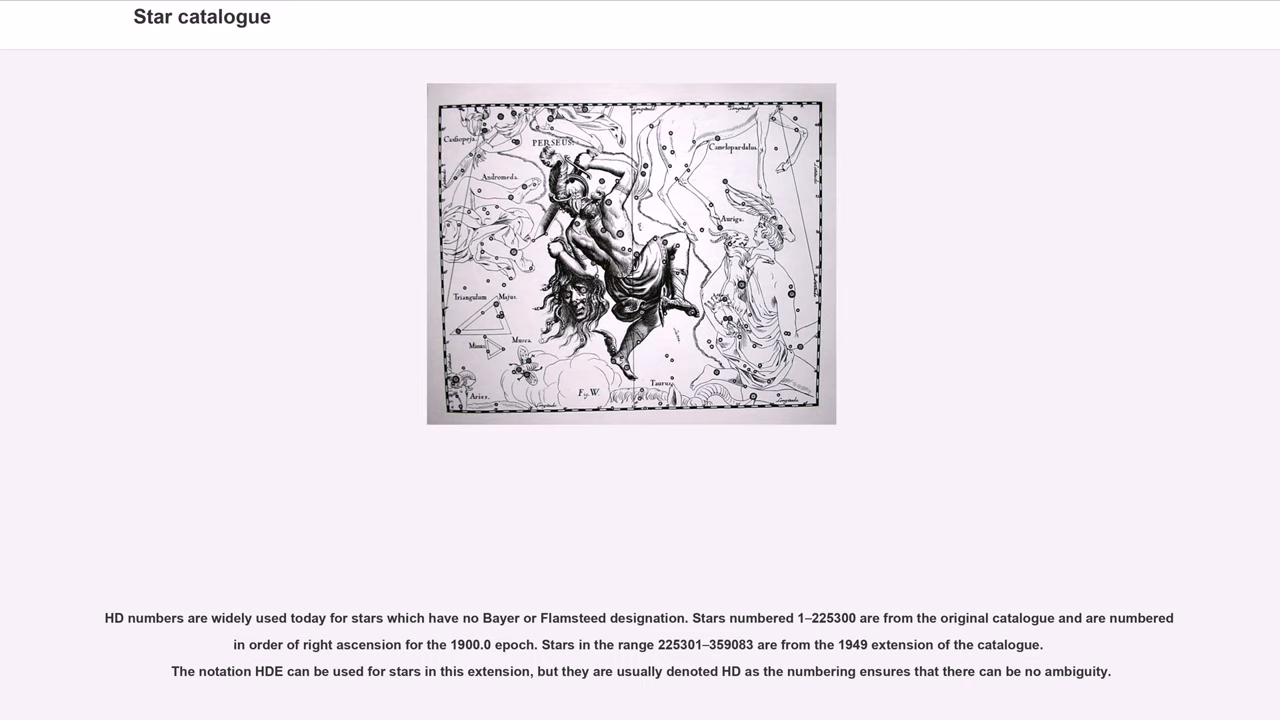 Star catalogue
Cassiopeja.
PERSEUS.
Camelopardalus.
Andromeda.
Auriga.
Triangulum Majus.
Minus.
Musca.
Taurus.
Fig. W.
Aries.
HD numbers are widely used today for stars which have no Bayer or Flamsteed designation. Stars numbered 1–225300 are from the original catalogue and are numbered
in order of right ascension for the 1900.0 epoch. Stars in the range 225301–359083 are from the 1949 extension of the catalogue.
The notation HDE can be used for stars in this extension, but they are usually denoted HD as the numbering ensures that there can be no ambiguity.